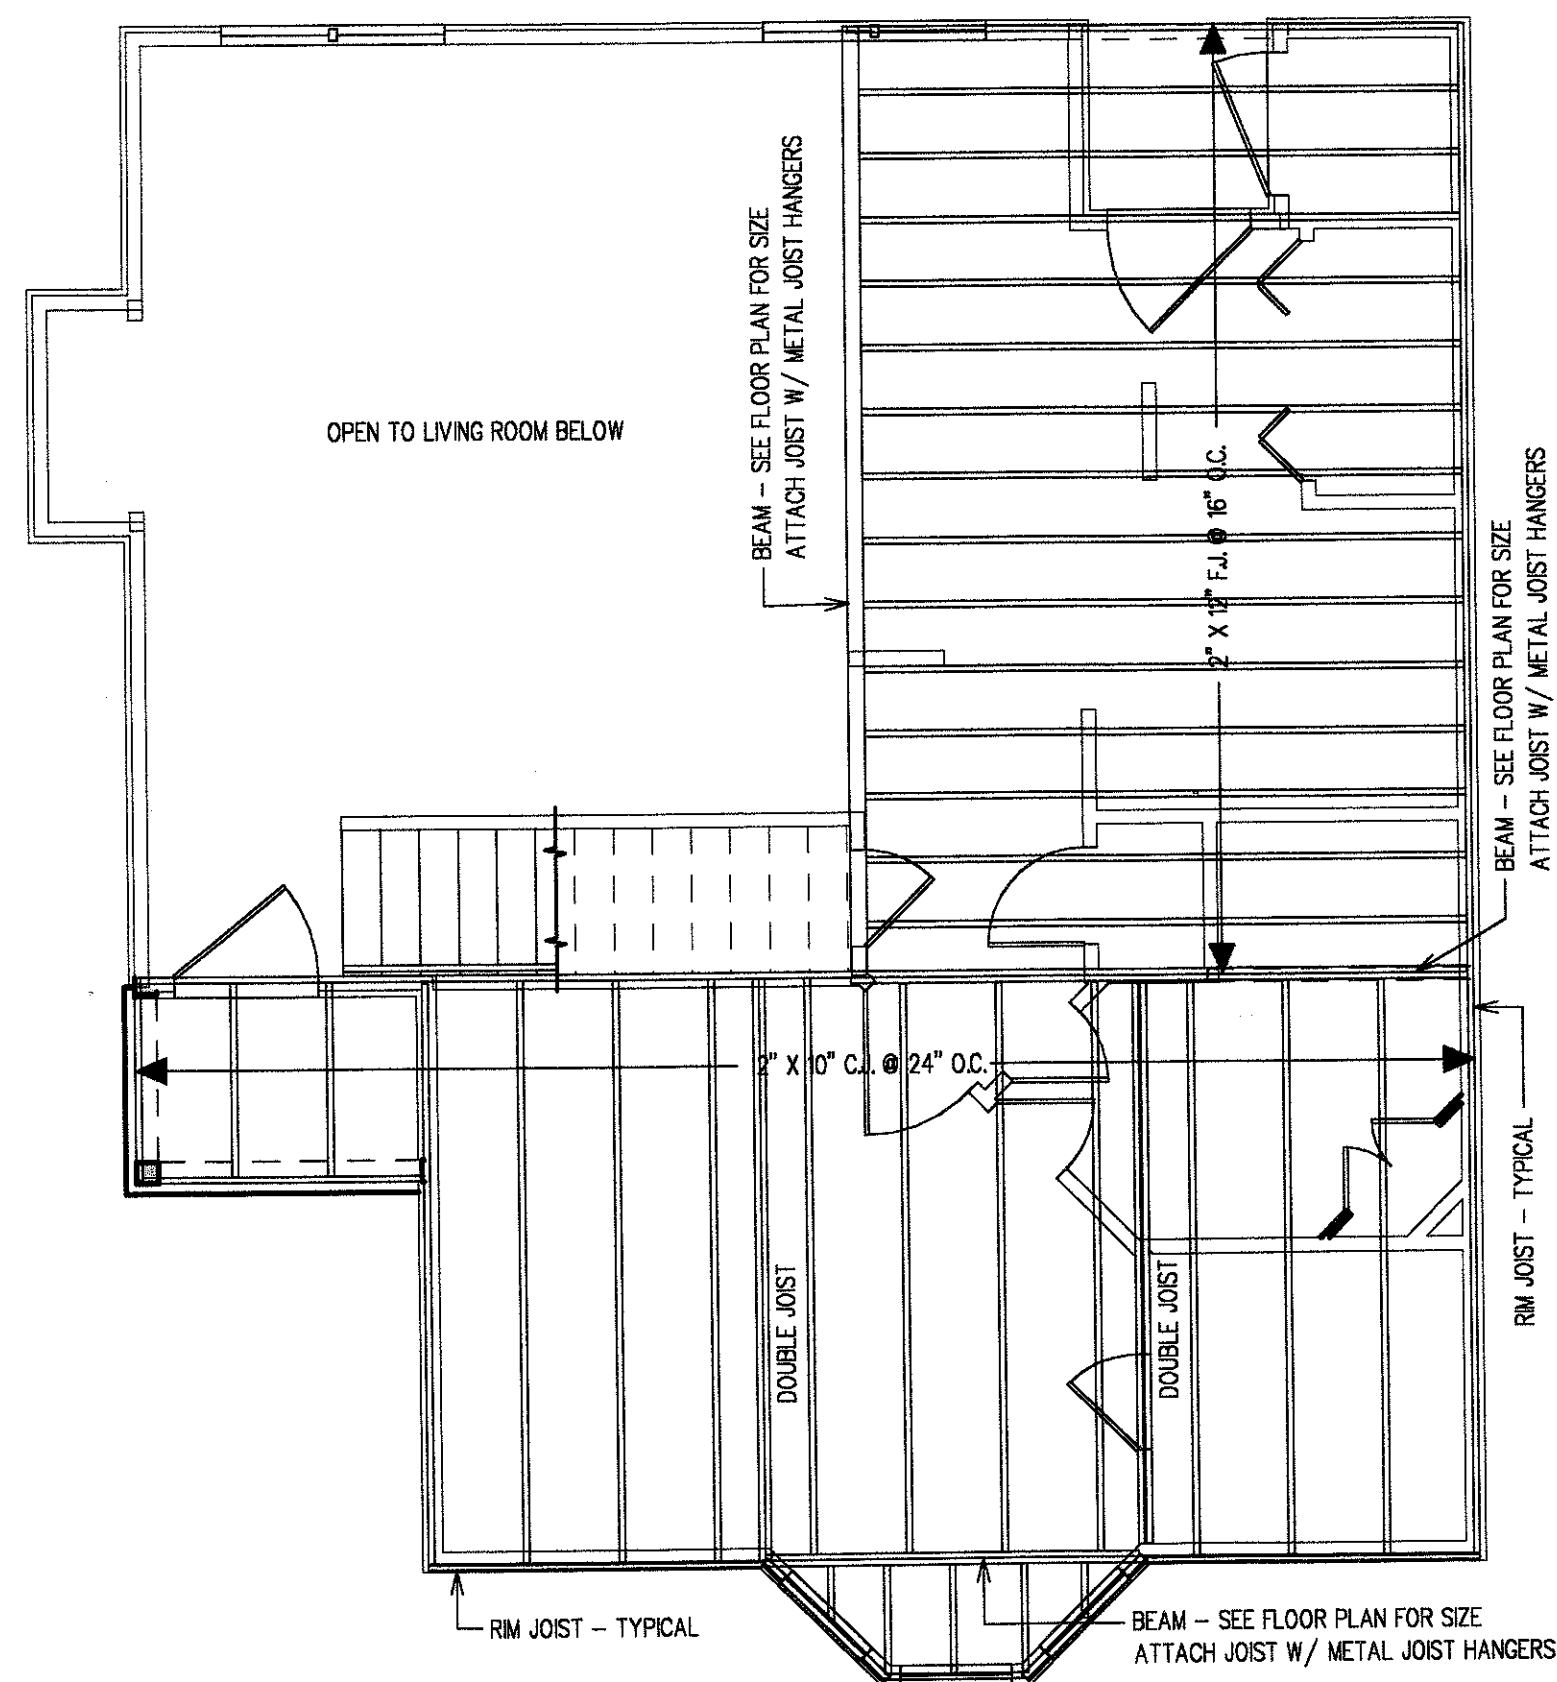 BEAM – SEE FLOOR PLAN FOR SIZE
ATTACH JOIST W/ METAL JOIST HANGERS
OPEN TO LIVING ROOM BELOW
2" X 12" F.J. @ 16" O.C.
BEAM – SEE FLOOR PLAN FOR SIZE
ATTACH JOIST W/ METAL JOIST HANGERS
2" X 10" C.J. @ 24" O.C.
DOUBLE JOIST
DOUBLE JOIST
RIM JOIST – TYPICAL
RIM JOIST – TYPICAL
BEAM – SEE FLOOR PLAN FOR SIZE
ATTACH JOIST W/ METAL JOIST HANGERS